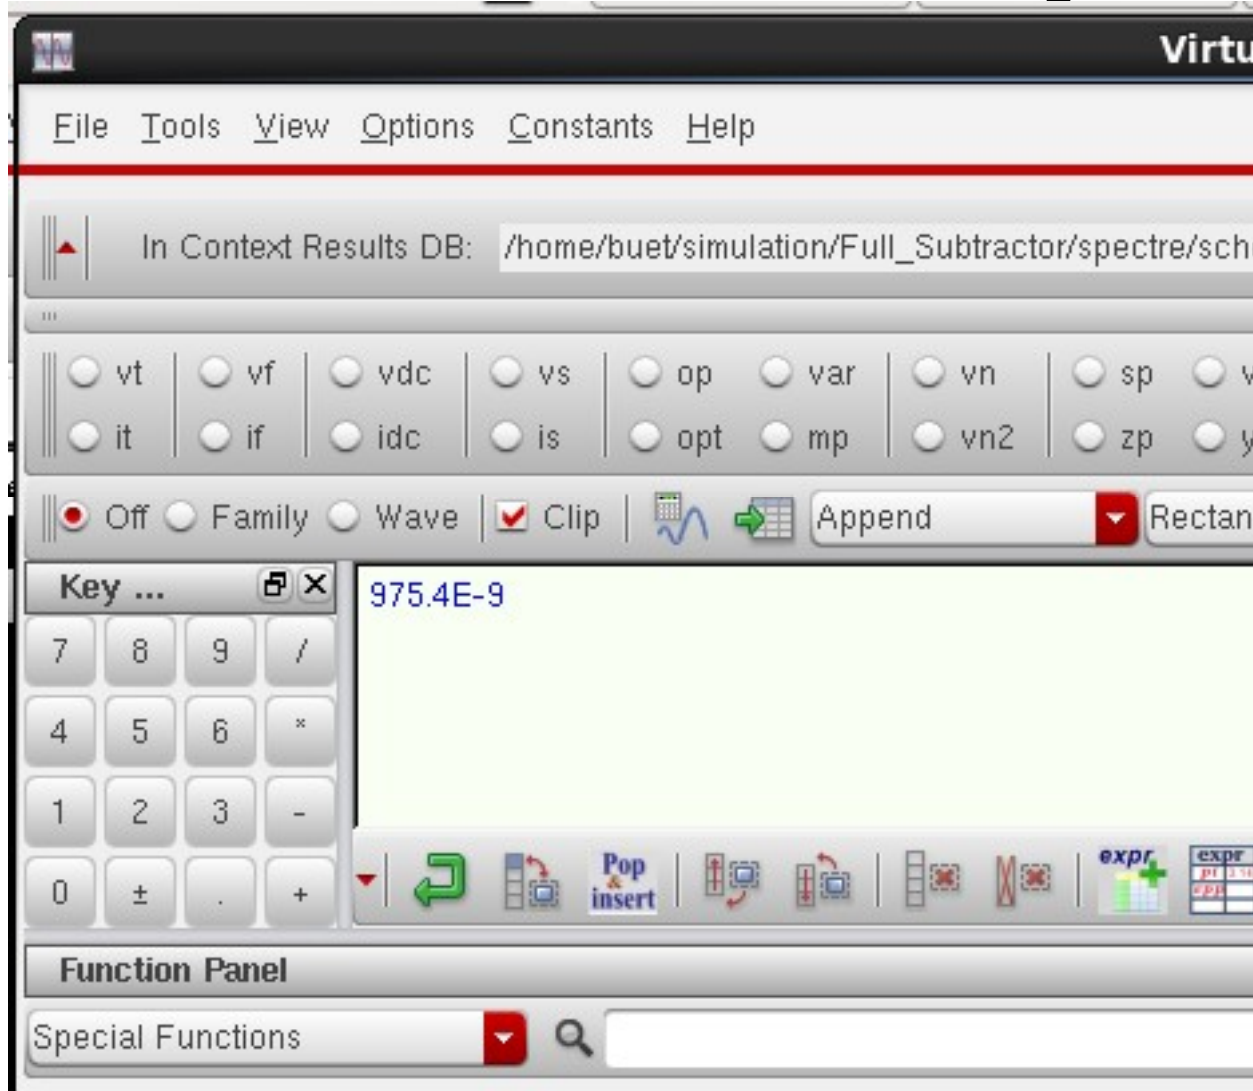 Virtu
File Tools View Options Constants Help
In Context Results DB: /home/buet/simulation/Full_Subtractor/spectre/sch
vt vf vdc vs op var vn sp v
it if idc is opt mp vn2 zp y
Off Family Wave Clip Append Rectan
Key ...
975.4E-9
7 8 9 /
4 5 6 *
1 2 3 -
0 ± . +
Pop
&
insert
expr
expr
Function Panel
Special Functions